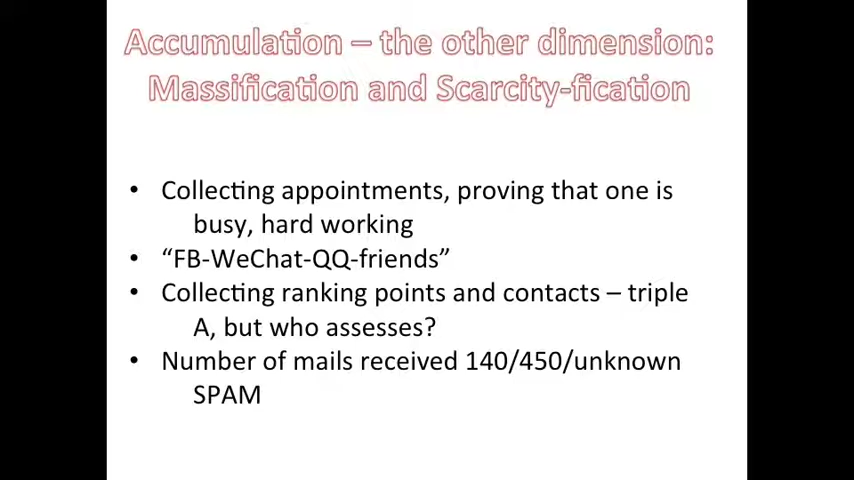 Accumulation – the other dimension:
Massification and Scarcity-fication
• Collecting appointments, proving that one is
busy, hard working
• “FB-WeChat-QQ-friends”
• Collecting ranking points and contacts – triple
A, but who assesses?
• Number of mails received 140/450/unknown
SPAM